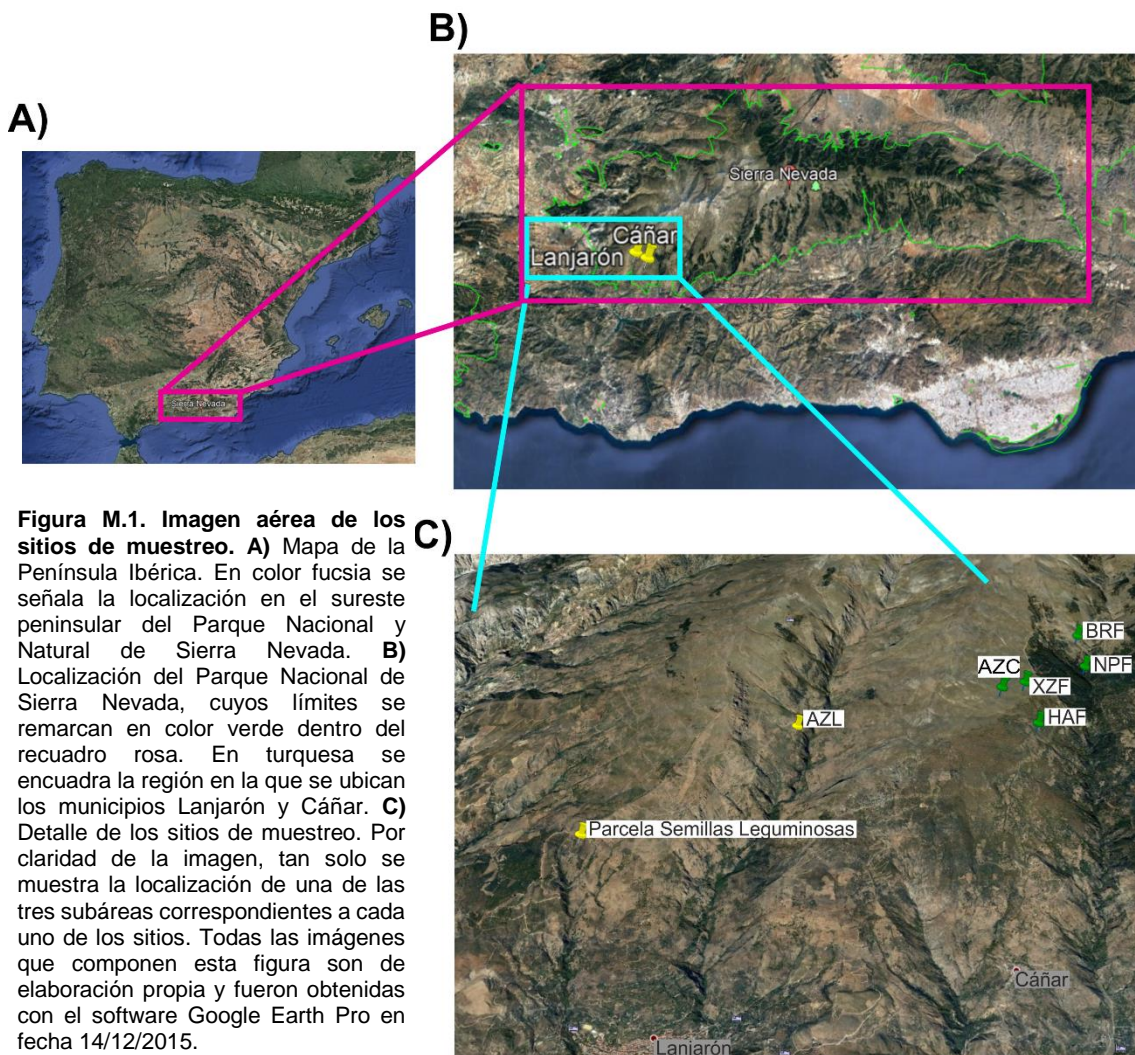 B)
A)
Sierra Nevada
Cáñar
Lanjarón
Sierra Nevada
Figura M.1. Imagen aérea de los
sitios de muestreo. A) Mapa de la
Península Ibérica. En color fucsia se
señala la localización en el sureste
peninsular del Parque Nacional y
Natural de Sierra Nevada. B)
Localización del Parque Nacional de
Sierra Nevada, cuyos límites se
remarcan en color verde dentro del
recuadro rosa. En turquesa se
encuadra la región en la que se ubican
los municipios Lanjarón y Cáñar. C)
Detalle de los sitios de muestreo. Por
claridad de la imagen, tan solo se
muestra la localización de una de las
tres subáreas correspondientes a cada
uno de los sitios. Todas las imágenes
que componen esta figura son de
elaboración propia y fueron obtenidas
con el software Google Earth Pro en
fecha 14/12/2015.
C)
BRF
NPF
AZC
XZF
HAF
AZL
Parcela Semillas Leguminosas
Cáñar
Lanjarón